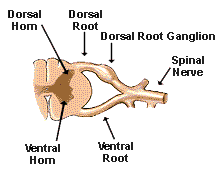 Dorsal
Horn
Dorsal
Root
Dorsal Root Ganglion
Spinal
Nerve
Ventral
Horn
Ventral
Root